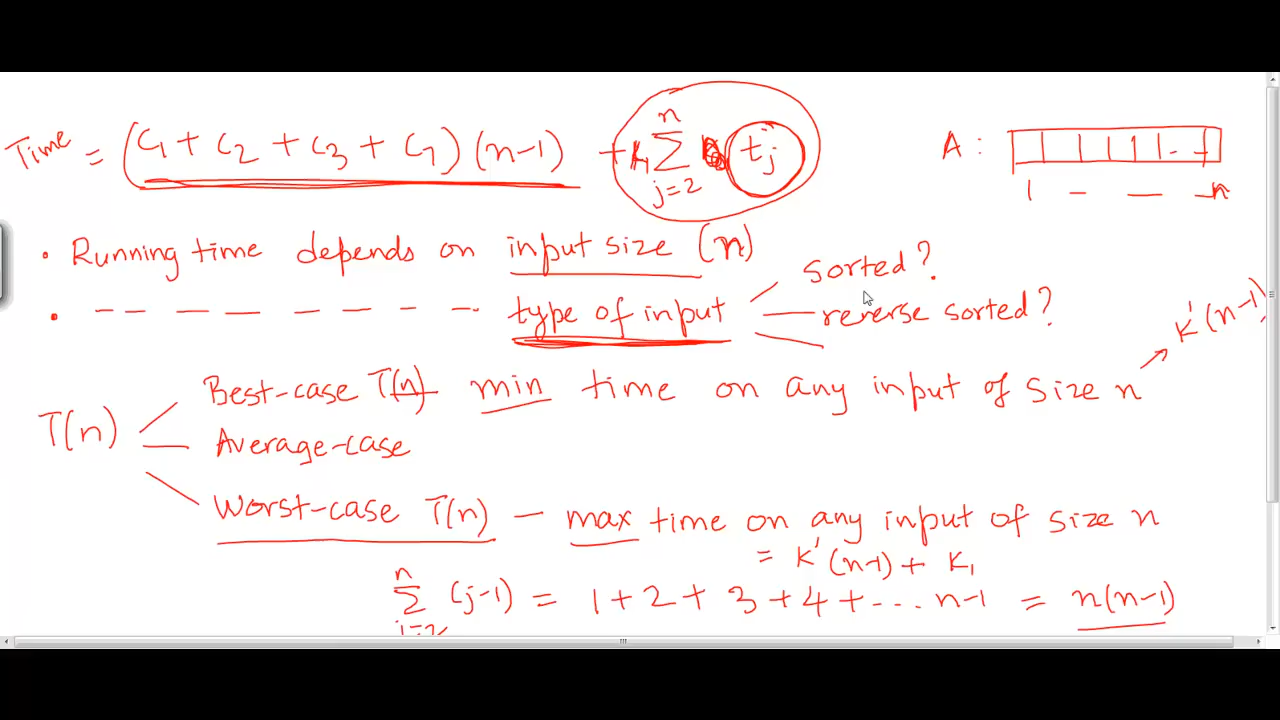 Time = (C1 + C2 + C3 + C7) (n-1) + K1 n Σ j=2 tj
A :
1 - — - n
• Running time depends on input size (n)
• - - - - - - - type of input
sorted?
reverse sorted?
K'(n-1)
T(n)
Best-case T(n) - min time on any input of size n
Average-case
Worst-case T(n) - max time on any input of size n
= K'(n-1) + K1
n Σ j=2 (j-1) = 1 + 2 + 3 + 4 + ... n-1 = n(n-1)